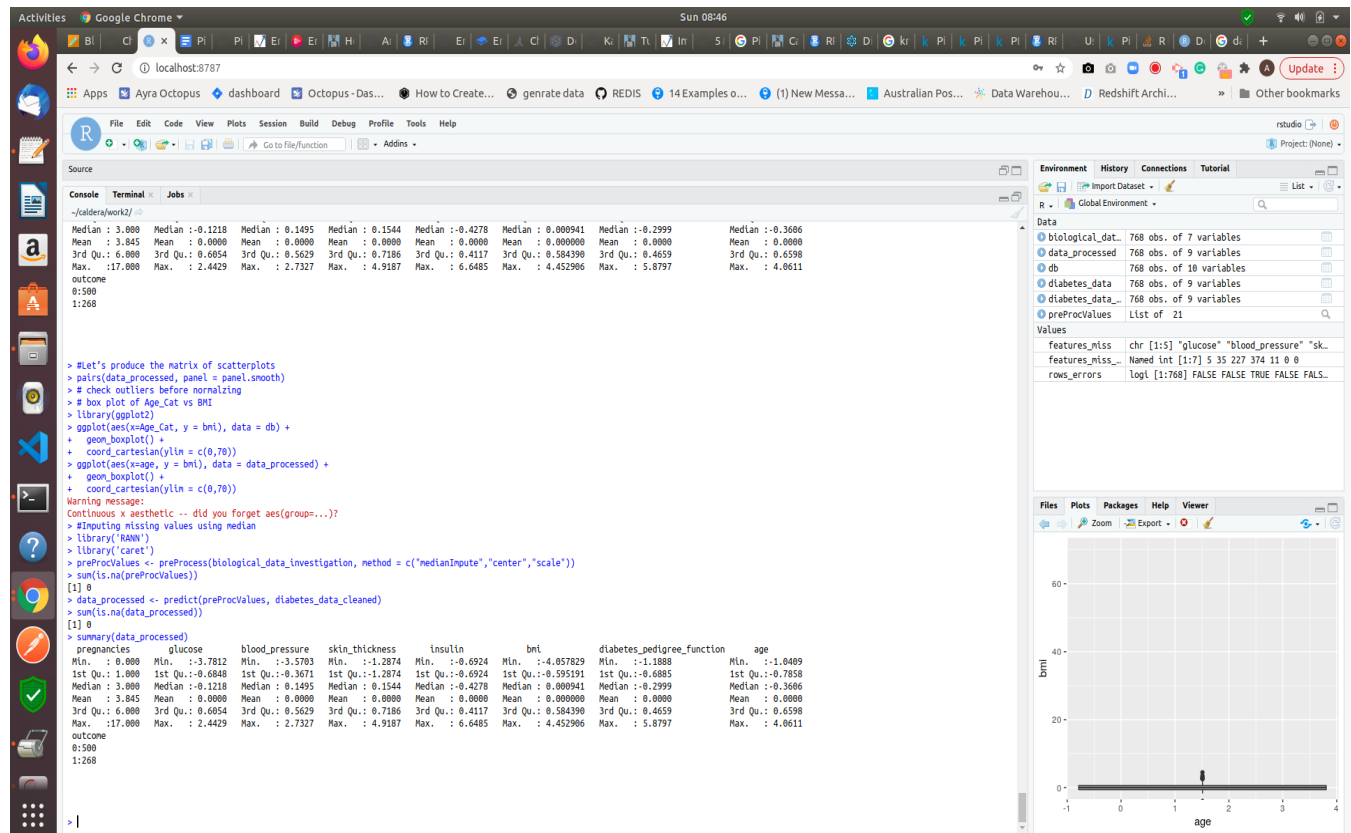 Activities Google Chrome ▾ Sun 08:46
Bl Cl Pi Pi Er Er H Ai Ri Er Er Cl D Ka Tu In 5 Pi Ca Ri Di kr Pi Pi PI Ri U: Pi R Di da +
localhost:8787 A Update
Apps Ayra Octopus dashboard Octopus - Das... How to Create... genrate data REDIS 14 Examples o... (1) New Messa... Australian Pos... Data Warehou... Redshift Archi... » Other bookmarks
File Edit Code View Plots Session Build Debug Profile Tools Help rstudio
R Go to file/function Addins Project: (None)
Source
Console Terminal × Jobs ×
~/caldera/work2/
Median : 3.000 Median :-0.1218 Median : 0.1495 Median : 0.1544 Median :-0.4278 Median : 0.000941 Median :-0.2999 Median :-0.3606
Mean : 3.845 Mean : 0.0000 Mean : 0.0000 Mean : 0.0000 Mean : 0.0000 Mean : 0.000000 Mean : 0.0000 Mean : 0.0000
3rd Qu.: 6.000 3rd Qu.: 0.6054 3rd Qu.: 0.5629 3rd Qu.: 0.7186 3rd Qu.: 0.4117 3rd Qu.: 0.584390 3rd Qu.: 0.4659 3rd Qu.: 0.6598
Max. :17.000 Max. : 2.4429 Max. : 2.7327 Max. : 4.9187 Max. : 6.6485 Max. : 4.452906 Max. : 5.8797 Max. : 4.0611
outcome
0:500
1:268
> #Let's produce the matrix of scatterplots
> pairs(data_processed, panel = panel.smooth)
> # check outliers before normalzing
> # box plot of Age_Cat vs BMI
> library(ggplot2)
> ggplot(aes(x=Age_Cat, y = bmi), data = db) +
+ geom_boxplot() +
+ coord_cartesian(ylim = c(0,70))
> ggplot(aes(x=age, y = bmi), data = data_processed) +
+ geom_boxplot() +
+ coord_cartesian(ylim = c(0,70))
Warning message:
Continuous x aesthetic -- did you forget aes(group=...)?
> #Imputing missing values using median
> library('RANN')
> library('caret')
> preProcValues <- preProcess(biological_data_investigation, method = c("medianImpute","center","scale"))
> sum(is.na(preProcValues))
[1] 0
> data_processed <- predict(preProcValues, diabetes_data_cleaned)
> sum(is.na(data_processed))
[1] 0
> summary(data_processed)
pregnancies glucose blood_pressure skin_thickness insulin bmi diabetes_pedigree_function age
Min. : 0.000 Min. :-3.7812 Min. :-3.5703 Min. :-1.2874 Min. :-0.6924 Min. :-4.057829 Min. :-1.1888 Min. :-1.0409
1st Qu.: 1.000 1st Qu.:-0.6848 1st Qu.:-0.3671 1st Qu.:-1.2874 1st Qu.:-0.6924 1st Qu.:-0.595191 1st Qu.:-0.6885 1st Qu.:-0.7858
Median : 3.000 Median :-0.1218 Median : 0.1495 Median : 0.1544 Median :-0.4278 Median : 0.000941 Median :-0.2999 Median :-0.3606
Mean : 3.845 Mean : 0.0000 Mean : 0.0000 Mean : 0.0000 Mean : 0.0000 Mean : 0.000000 Mean : 0.0000 Mean : 0.0000
3rd Qu.: 6.000 3rd Qu.: 0.6054 3rd Qu.: 0.5629 3rd Qu.: 0.7186 3rd Qu.: 0.4117 3rd Qu.: 0.584390 3rd Qu.: 0.4659 3rd Qu.: 0.6598
Max. :17.000 Max. : 2.4429 Max. : 2.7327 Max. : 4.9187 Max. : 6.6485 Max. : 4.452906 Max. : 5.8797 Max. : 4.0611
outcome
0:500
1:268
>
Environment History Connections Tutorial
Import Dataset List
R Global Environment
Data
biological_dat… 768 obs. of 7 variables
data_processed 768 obs. of 9 variables
db 768 obs. of 10 variables
diabetes_data 768 obs. of 9 variables
diabetes_data_… 768 obs. of 9 variables
preProcValues List of 21
Values
features_miss chr [1:5] "glucose" "blood_pressure" "sk…
features_miss_… Named int [1:7] 5 35 227 374 11 0 0
rows_errors logi [1:768] FALSE FALSE TRUE FALSE FALS…
Files Plots Packages Help Viewer
Zoom Export
60
40
20
0
bmi
-1 0 1 2 3 4
age